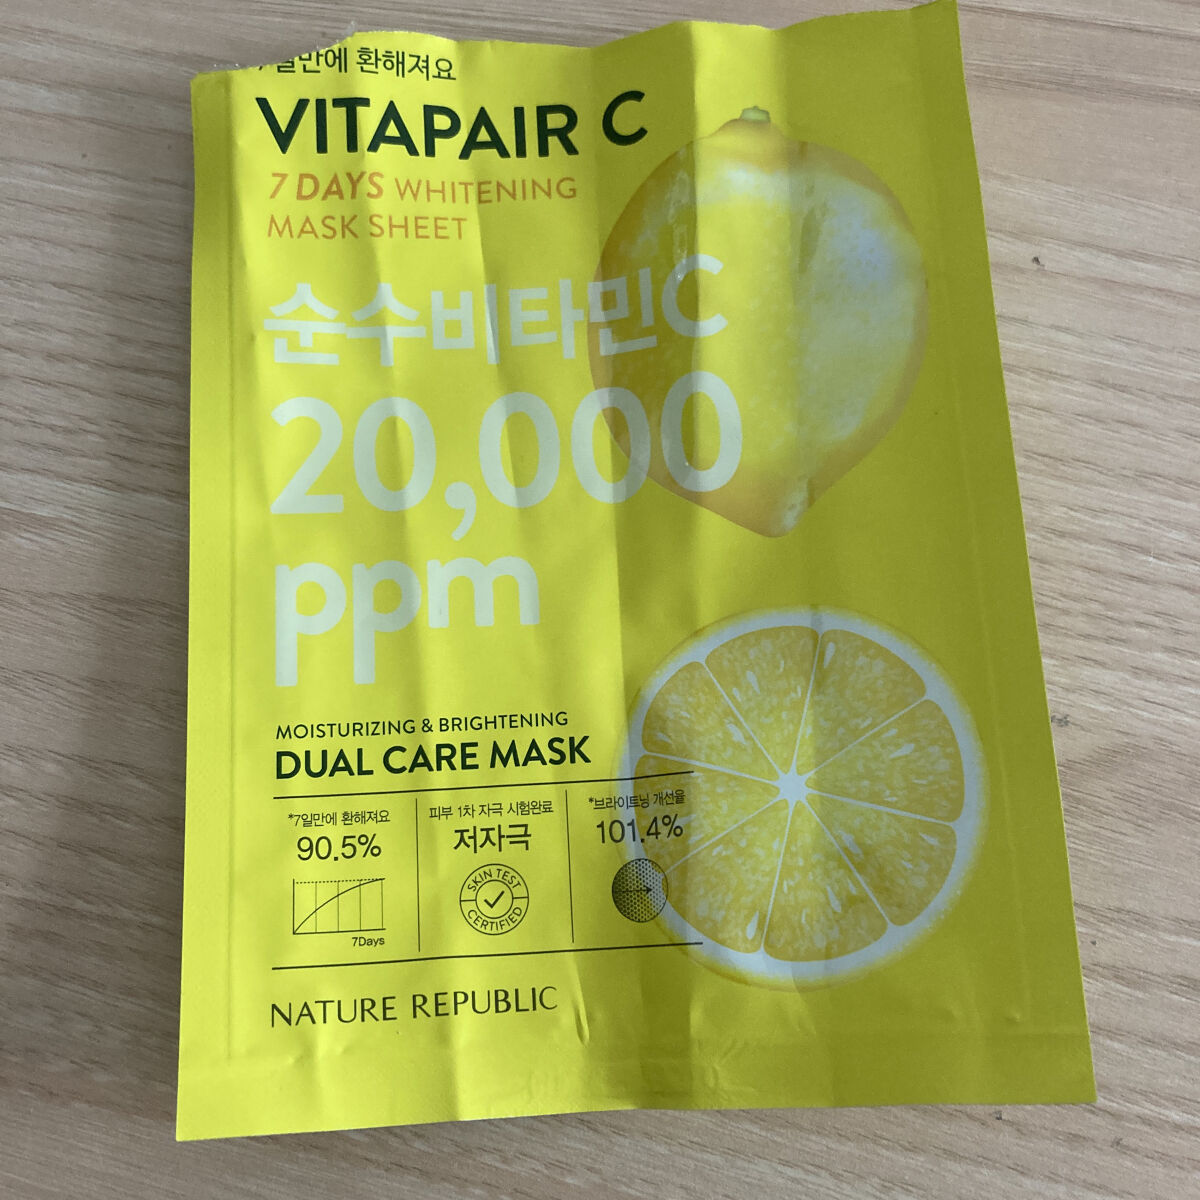 7일만에 환해져요
VITAPAIR C
7 DAYS WHITENING
MASK SHEET
순수비타민C
20,000
ppm
MOISTURIZING & BRIGHTENING
DUAL CARE MASK
*7일만에 환해져요
90.5%
7Days
피부 1차 자극 시험완료
저자극
SKIN TEST
CERTIFIED
*브라이트닝 개선율
101.4%
NATURE REPUBLIC